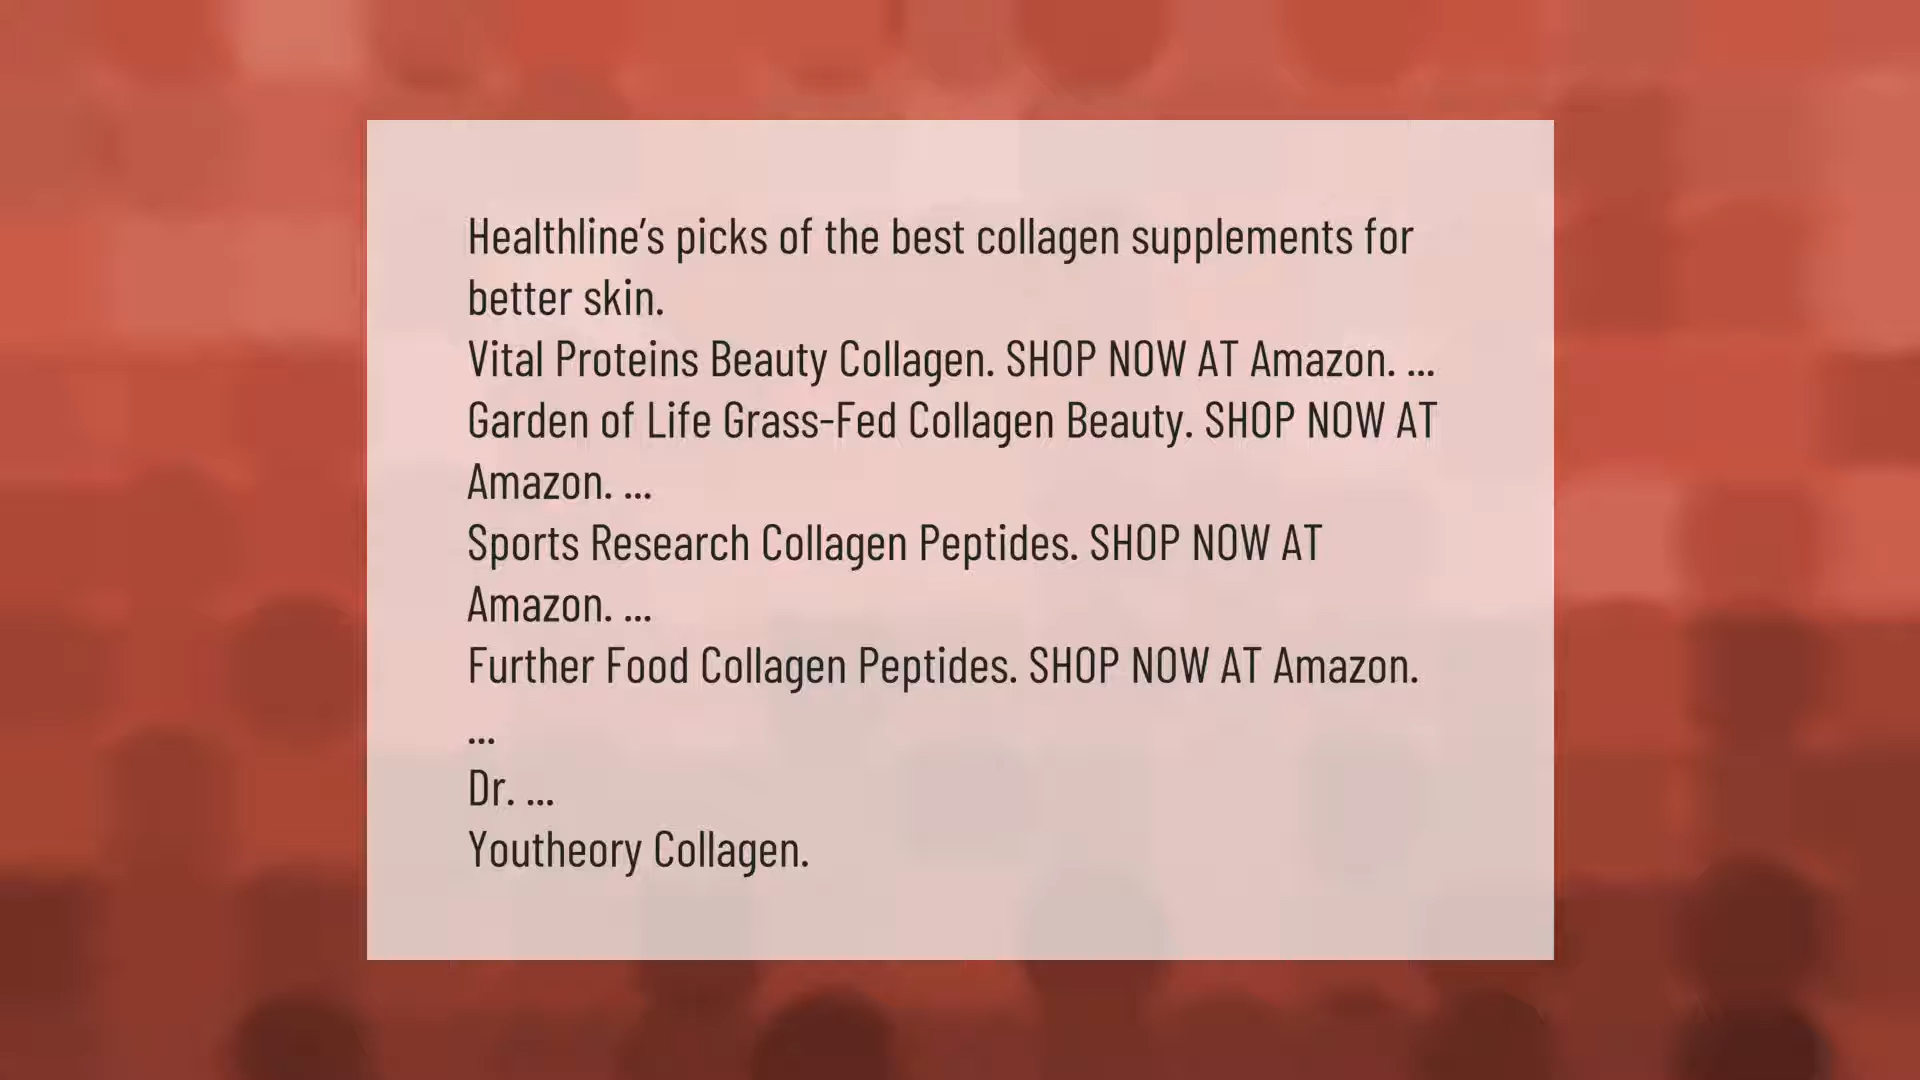 Healthline’s picks of the best collagen supplements for
better skin.
Vital Proteins Beauty Collagen. SHOP NOW AT Amazon. ...
Garden of Life Grass-Fed Collagen Beauty. SHOP NOW AT
Amazon. ...
Sports Research Collagen Peptides. SHOP NOW AT
Amazon. ...
Further Food Collagen Peptides. SHOP NOW AT Amazon.
...
Dr. ...
Youtheory Collagen.